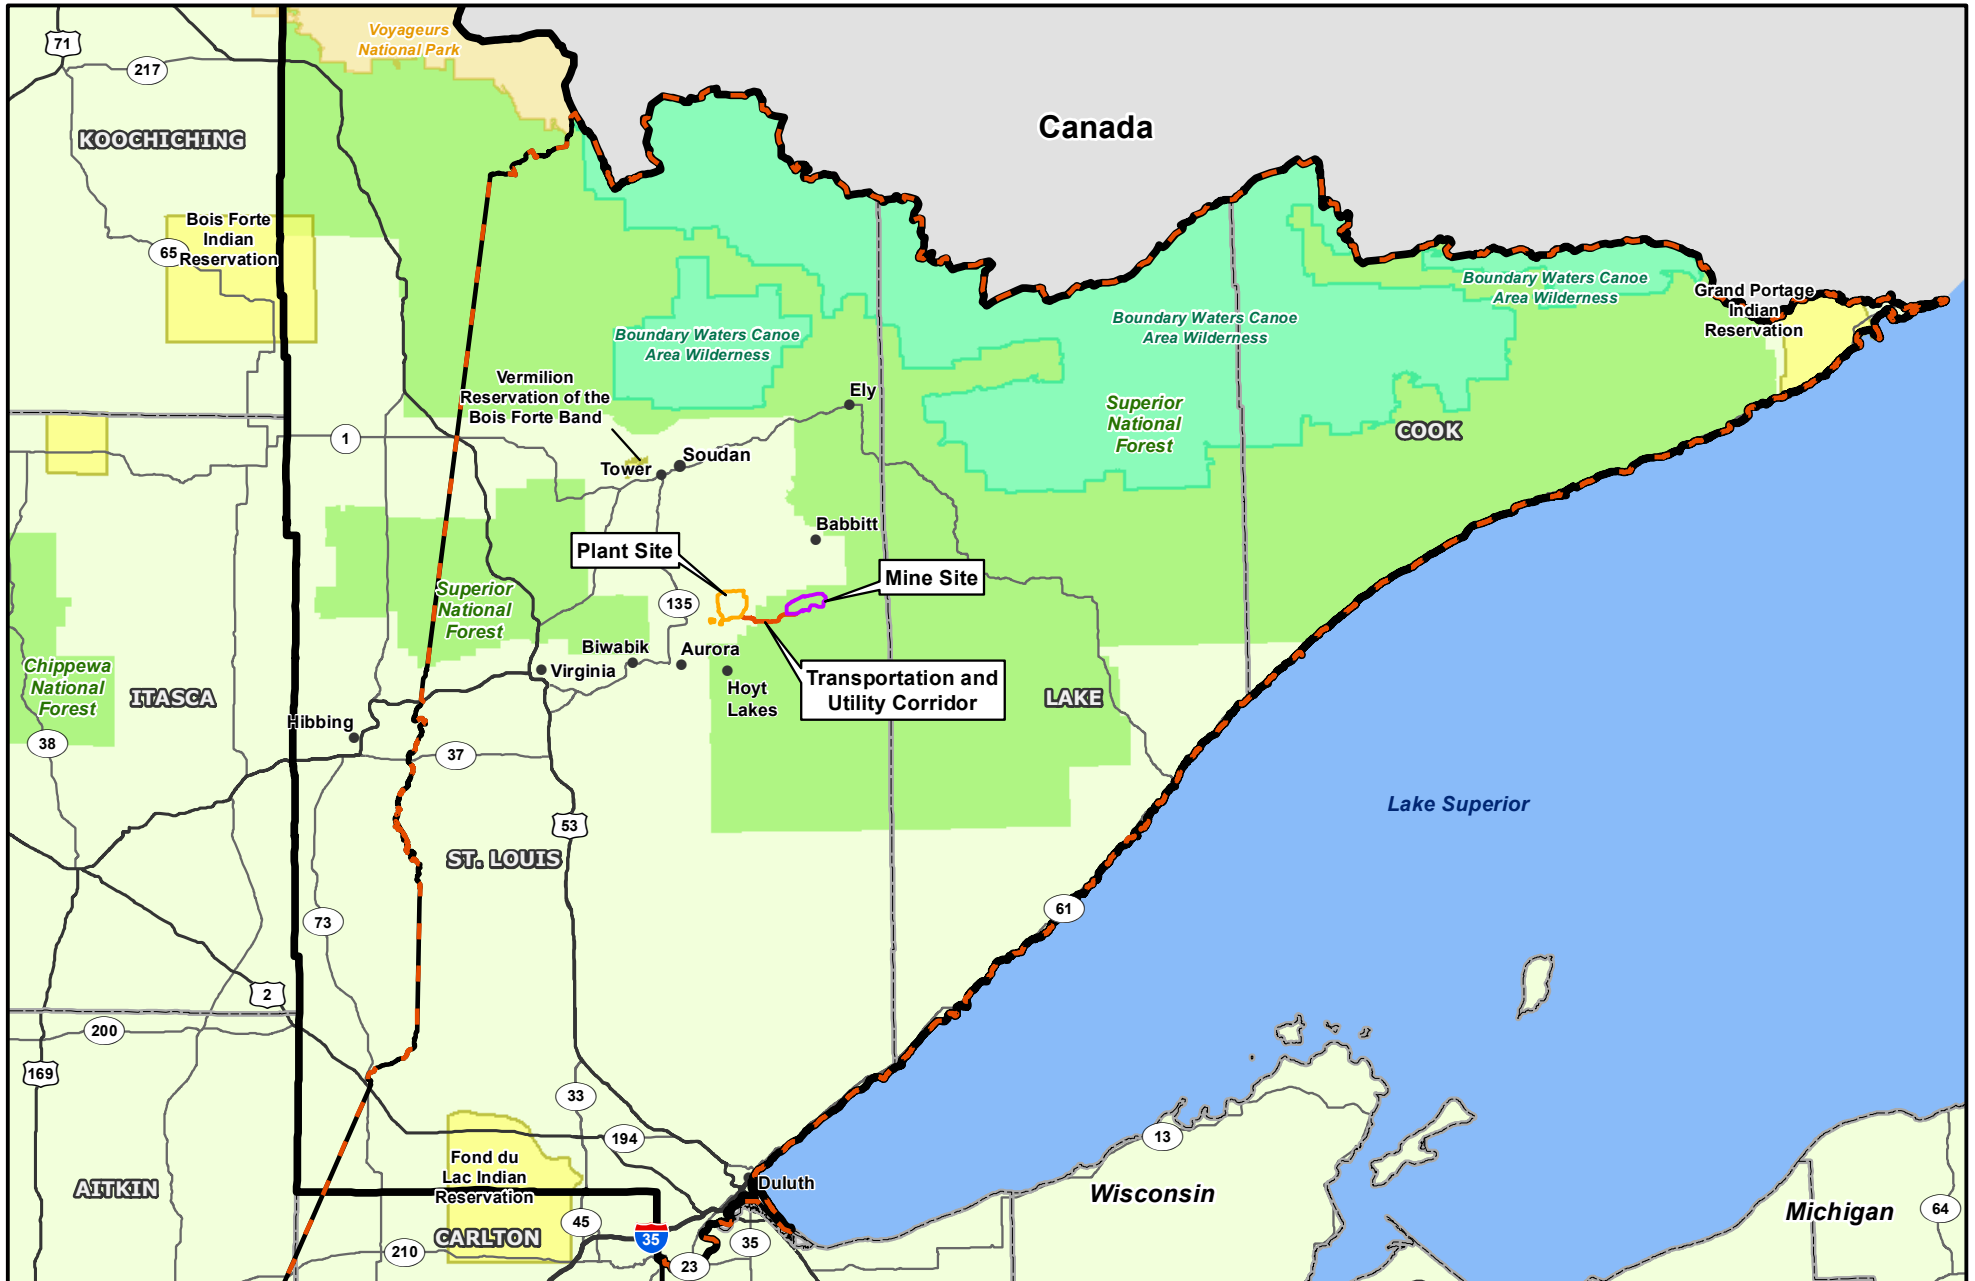 Voyageurs
National Park
71
217
Canada
KOOCHICHING
Bois Forte
Indian
Reservation
65
Boundary Waters Canoe
Area Wilderness
Grand Portage
Indian
Reservation
Boundary Waters Canoe
Area Wilderness
Boundary Waters Canoe
Area Wilderness
Vermilion
Reservation of the
Bois Forte Band
Ely
Superior
National
Forest
COOK
1
Soudan
Tower
Babbitt
Plant Site
Mine Site
Superior
National
Forest
135
Biwabik
Aurora
Virginia
Hoyt
Lakes
Transportation and
Utility Corridor
LAKE
Chippewa
National
Forest
ITASCA
Hibbing
38
37
Lake Superior
53
ST. LOUIS
73
61
2
200
169
33
194
13
Fond du
Lac Indian
Reservation
Duluth
AITKIN
Wisconsin
Michigan
64
45
CARLTON
35
35
210
23